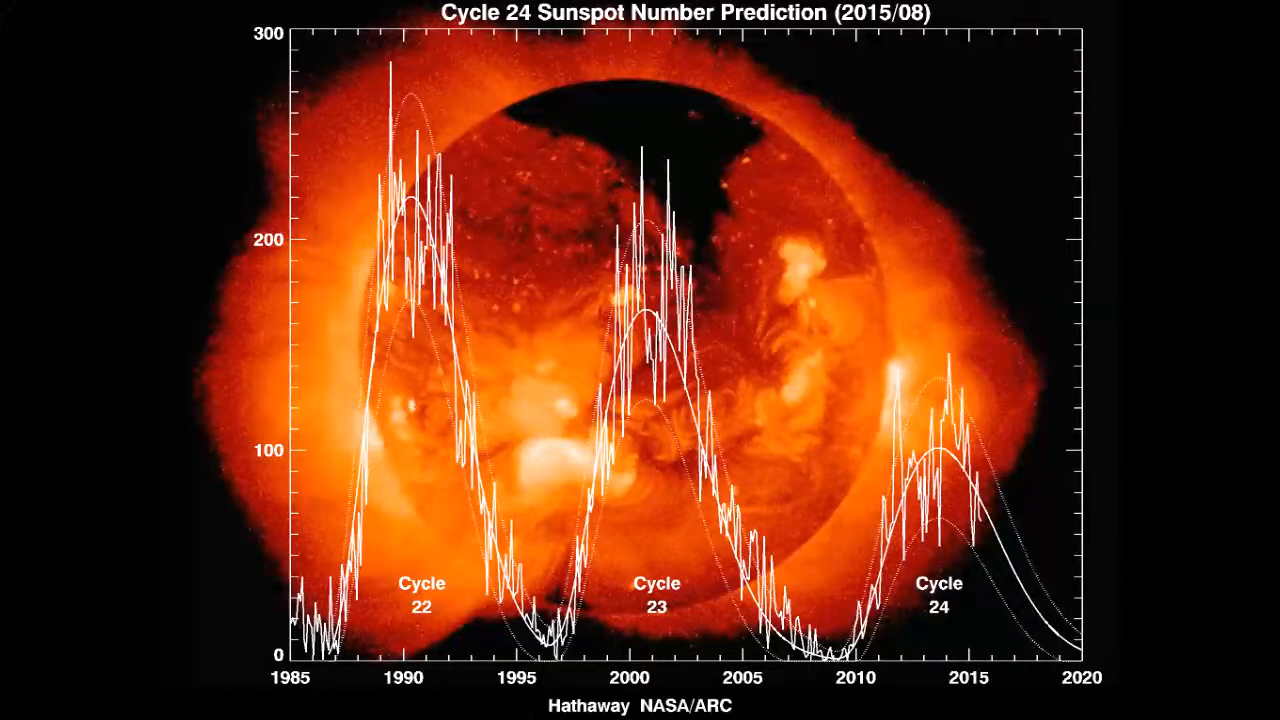 Cycle 24 Sunspot Number Prediction (2015/08)
300
200
100
0
Cycle
22
Cycle
23
Cycle
24
1985 1990 1995 2000 2005 2010 2015 2020
Hathaway NASA/ARC